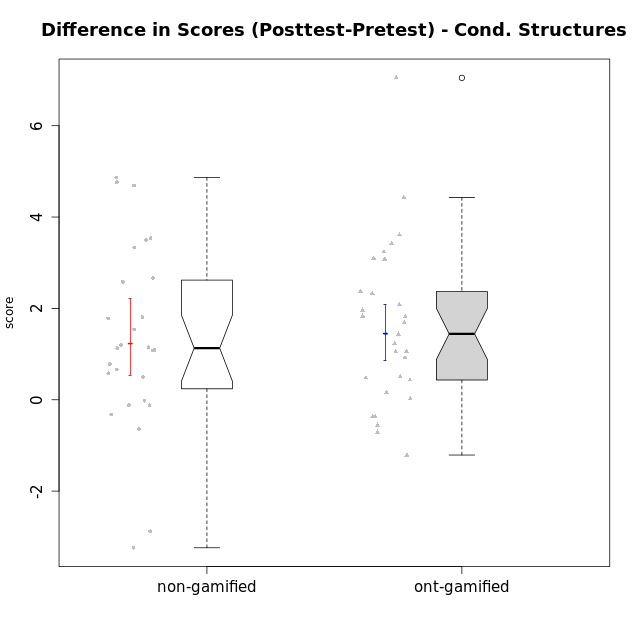 Difference in Scores (Posttest-Pretest) - Cond. Structures
score
6
4
2
0
-2
non-gamified
ont-gamified